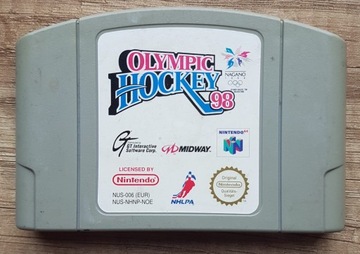 OLYMPIC
HOCKEY
98
NAGANO
1998
GT Interactive
Software Corp.
MIDWAY
NINTENDO 64
LICENSED BY
Nintendo
NUS-006 (EUR)
NUS-NHNP-NOE
NHLPA
Original
Nintendo